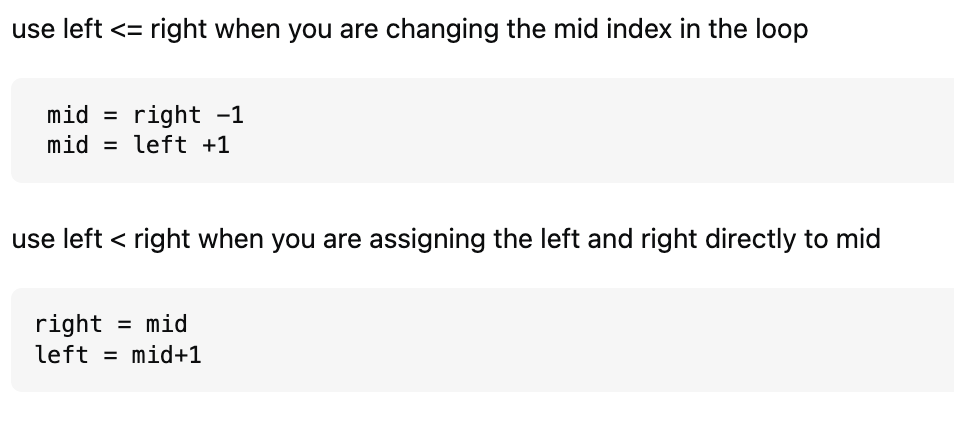 use left <= right when you are changing the mid index in the loop
mid = right -1
mid = left +1
use left < right when you are assigning the left and right directly to mid
right = mid
left = mid+1